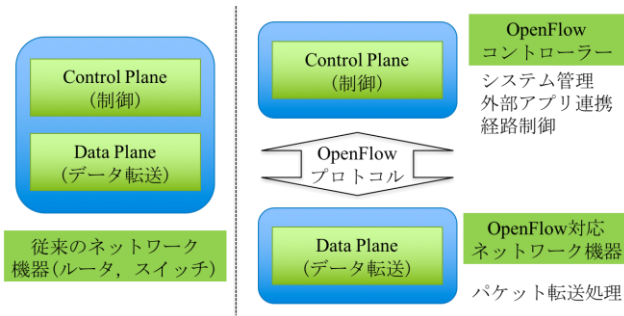 Control Plane
(制御)
Data Plane
(データ転送)
従来のネットワーク
機器(ルータ，スイッチ)
Control Plane
(制御)
OpenFlow
コントローラー
システム管理
外部アプリ連携
経路制御
OpenFlow
プロトコル
Data Plane
(データ転送)
OpenFlow対応
ネットワーク機器
パケット転送処理